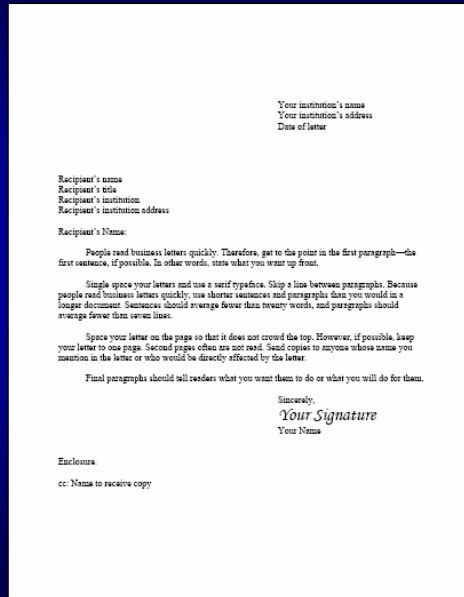 Your institution's name
Your institution's address
Date of letter
Recipient's name
Recipient's title
Recipient's institution
Recipient's institution address
Recipient's Name:
People read business letters quickly. Therefore, get to the point in the first paragraph—the
first sentence, if possible. In other words, state what you want up front.
Single space your letters and use a serif typeface. Skip a line between paragraphs. Because
people read business letters quickly, use shorter sentences and paragraphs than you would in a
longer document. Sentences should average fewer than twenty words, and paragraphs should
average fewer than seven lines.
Space your letter on the page so that it does not crowd the top. However, if possible, keep
your letter to one page. Second pages often are not read. Send copies to anyone whose name you
mention in the letter or who would be directly affected by the letter.
Final paragraphs should tell readers what you want them to do or what you will do for them.
Sincerely,
Your Signature
Your Name
Enclosure.
cc: Name to receive copy